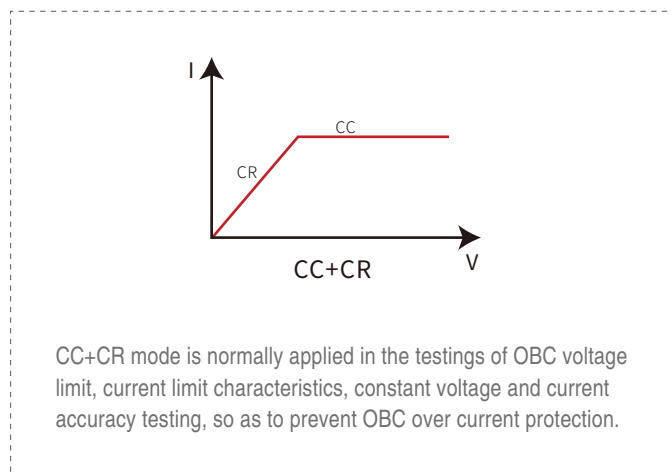 I
CC
CR
V
CC+CR
CC+CR mode is normally applied in the testings of OBC voltage
limit, current limit characteristics, constant voltage and current
accuracy testing, so as to prevent OBC over current protection.